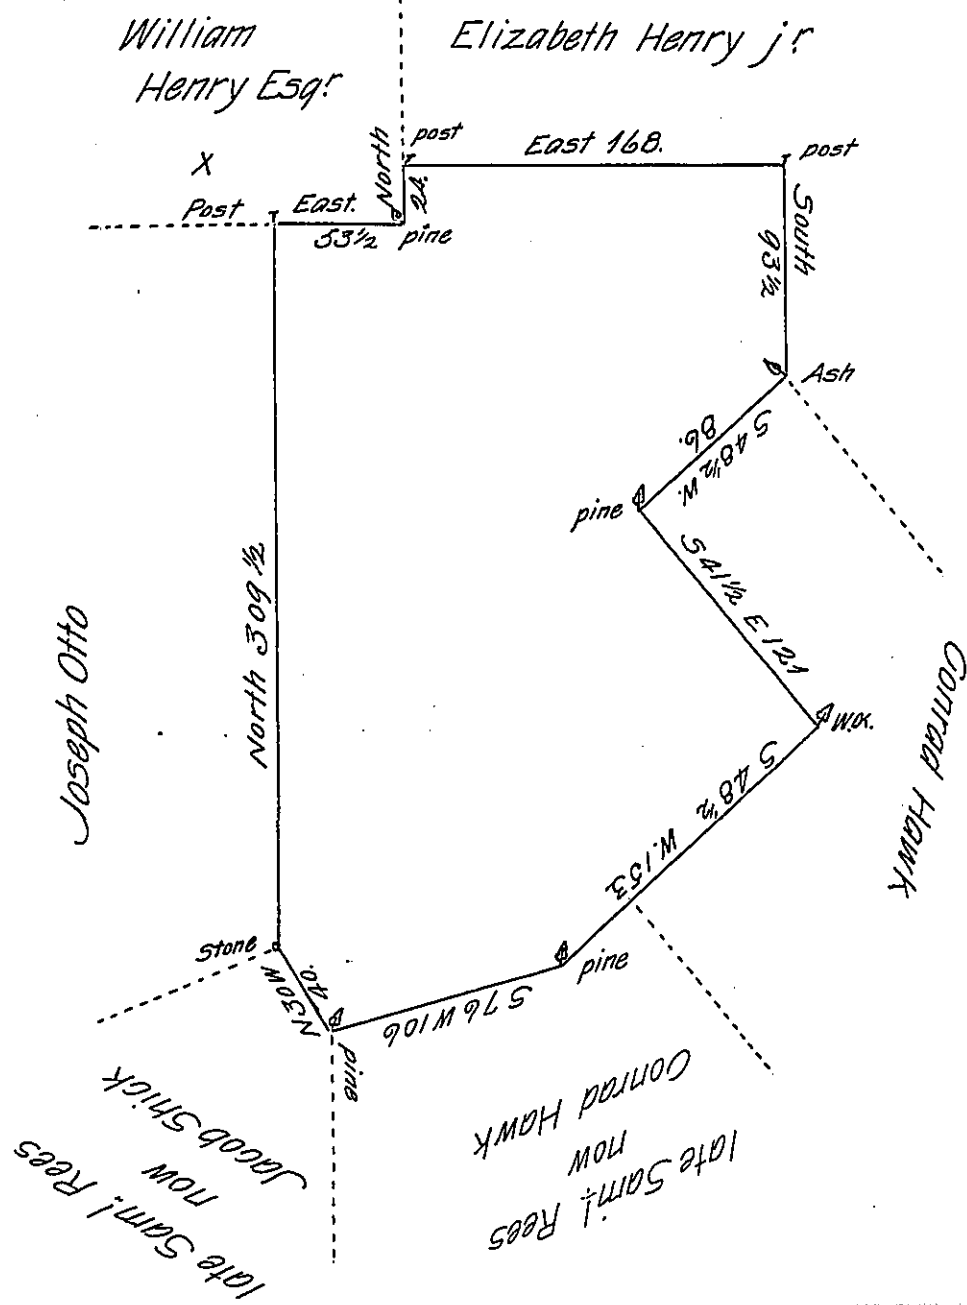 William
Henry Esqr
Elizabeth Henry jr
X
North
24.
post
East 168.
post
Post
East.
53½
pine
South
93½
Ash
86.
S 48½ W.
pine
S 41½ E 121
W.O.
Conrad Hawk
North 309½
Joseph Otto
S 48½ W. 153
pine
Stone
40.
N30W
S 76 W 106
pine
late Saml Rees
now
Jacob Shick
late Saml Rees
now
Conrad Hawk